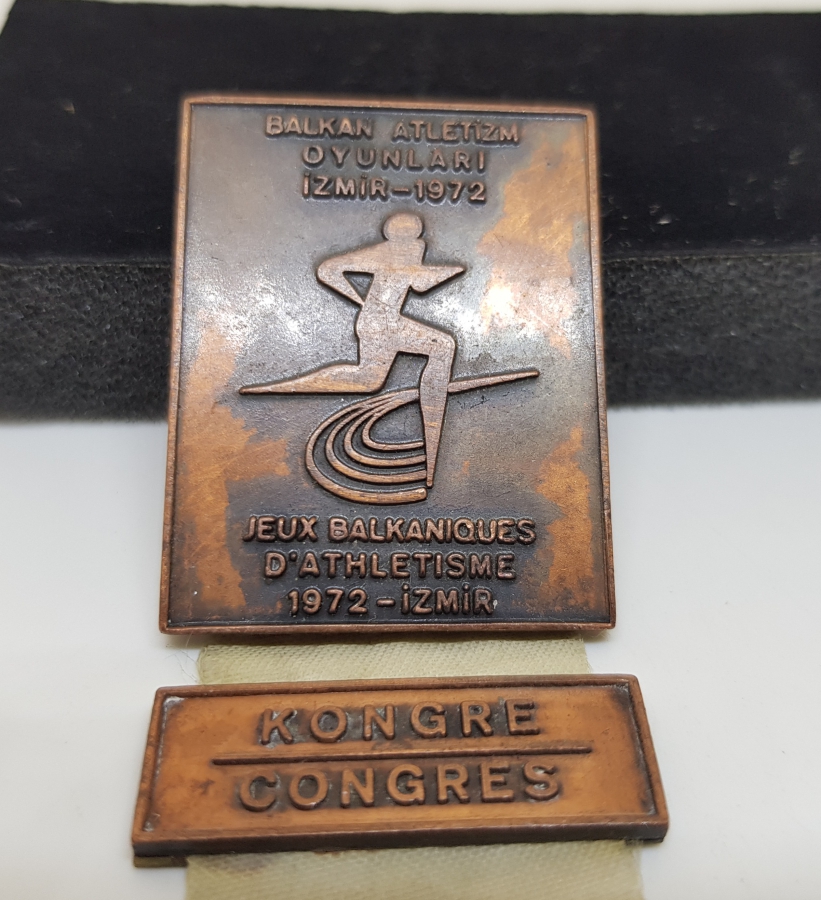 BALKAN ATLETİZM
OYUNLARI
İZMİR-1972
JEUX BALKANIQUES
D'ATHLETISME
1972-İZMİR
KONGRE
CONGRES